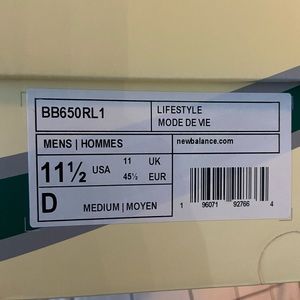 BB650RL1
LIFESTYLE
MODE DE VIE
MENS | HOMMES
newbalance.com
11½ USA 11 UK
45½ EUR
D MEDIUM | MOYEN
1 96071 92766 4